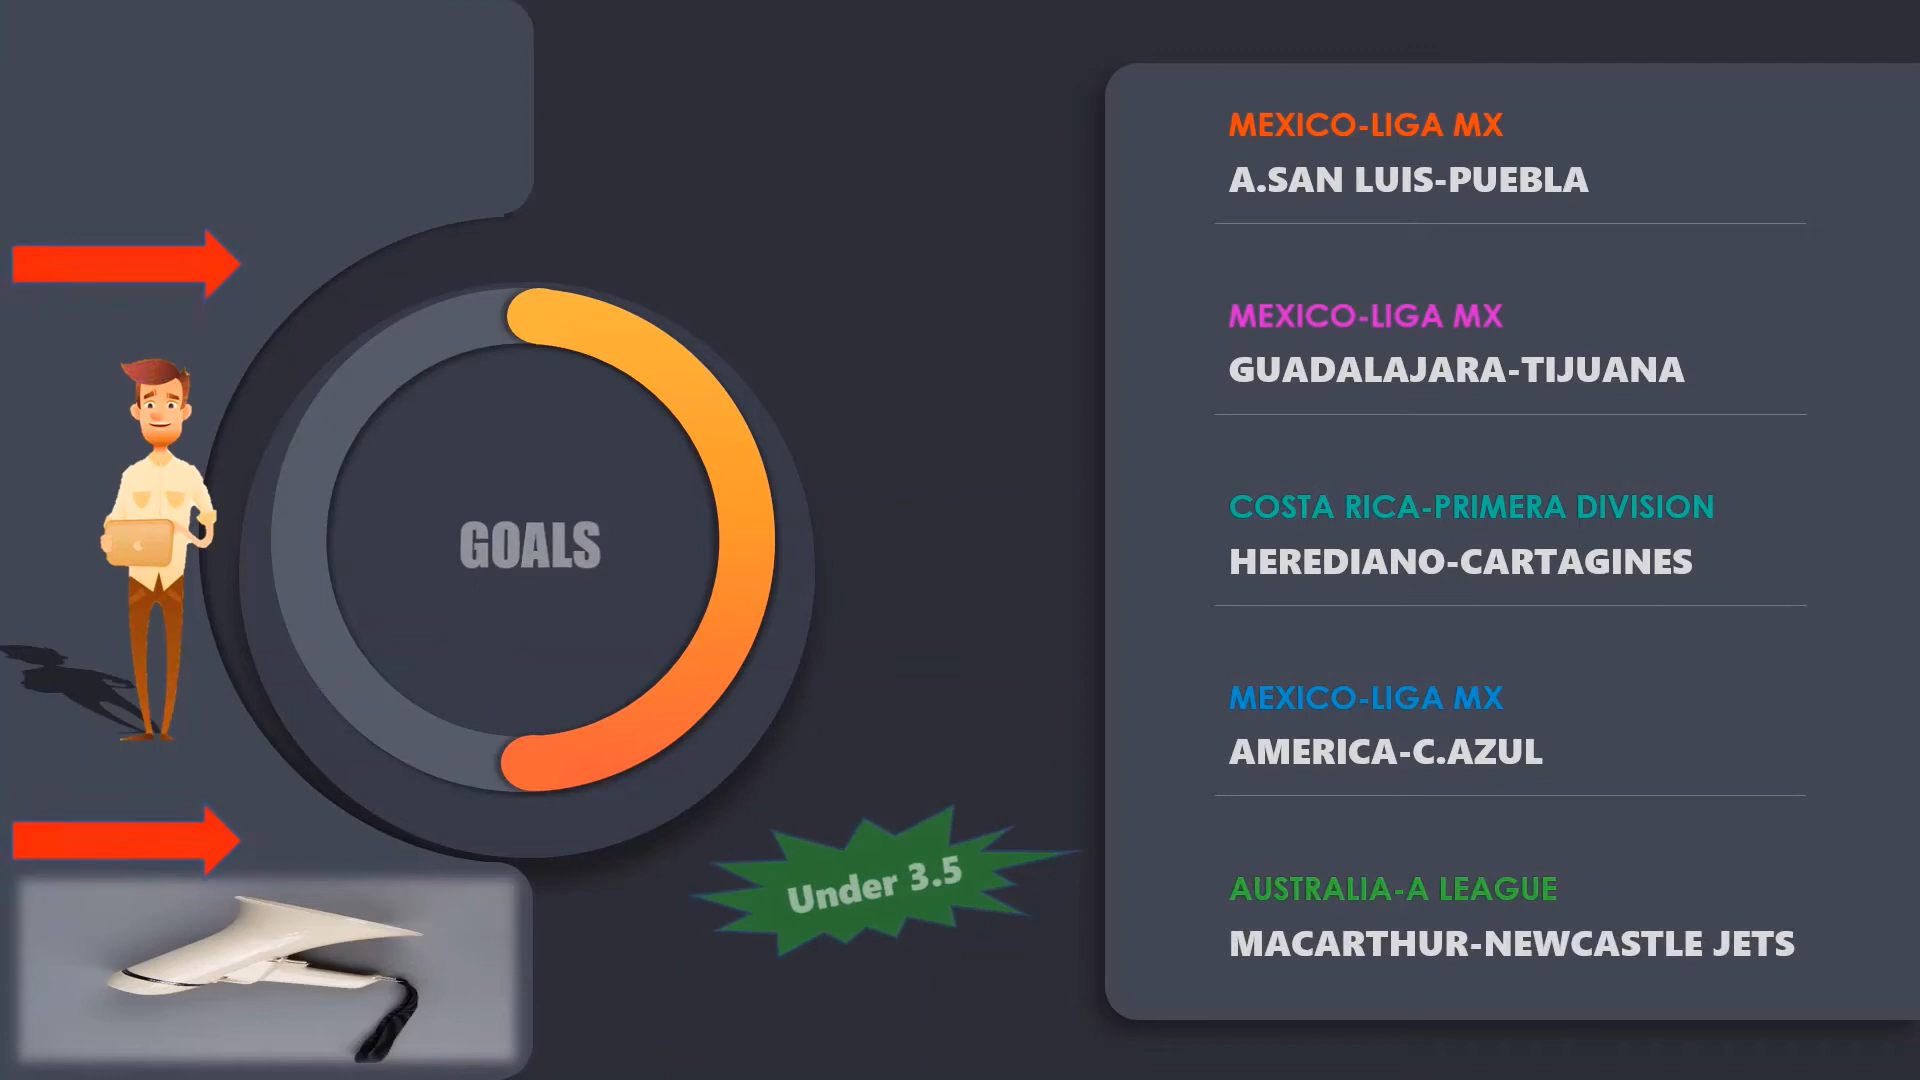 GOALS
Under 3.5
MEXICO-LIGA MX
A.SAN LUIS-PUEBLA
MEXICO-LIGA MX
GUADALAJARA-TIJUANA
COSTA RICA-PRIMERA DIVISION
HEREDIANO-CARTAGINES
MEXICO-LIGA MX
AMERICA-C.AZUL
AUSTRALIA-A LEAGUE
MACARTHUR-NEWCASTLE JETS